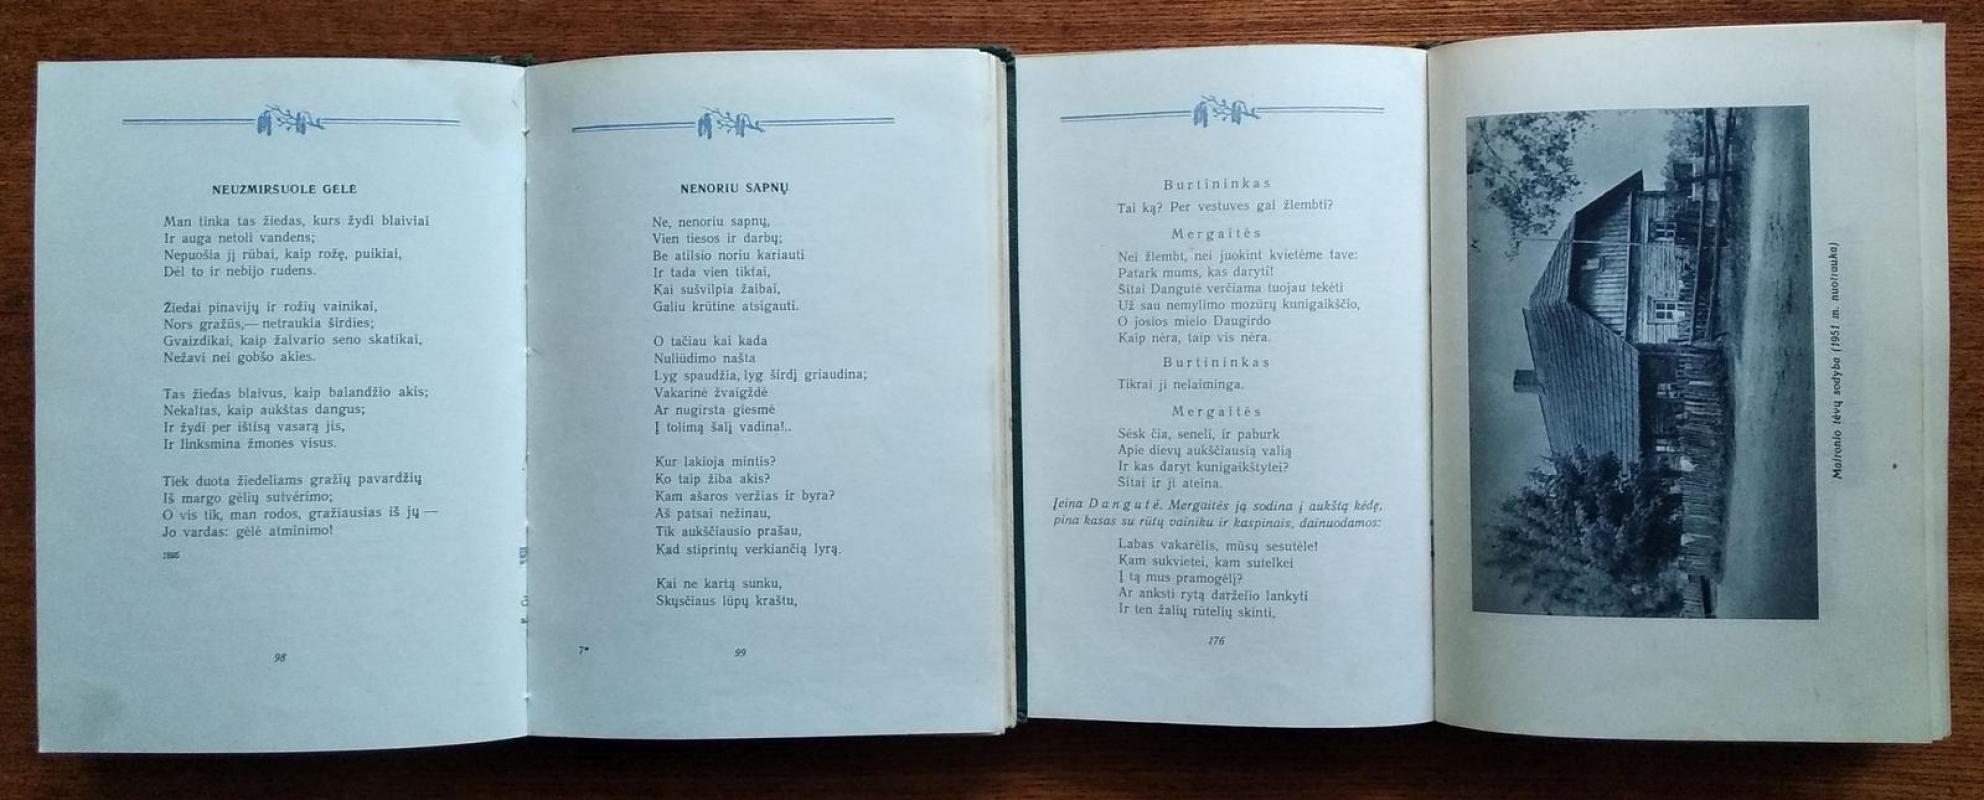 NEUŽMIRŠUOLĖ GĖLĖ
Man tinka tas žiedas, kurs žydi blaiviai
Ir auga netoli vandens;
Nepuošia jį rūbai, kaip rožę, puikiai,
Dėl to ir nebijo rudens.
Žiedai pinavijų ir rožių vainikai,
Nors gražūs,— netraukia širdies;
Gvaizdikai, kaip žalvario seno skatikai,
Nežavi nei gobšo akies.
Tas žiedas blaivus, kaip balandžio akis;
Nekaltas, kaip aukštas dangus;
Ir žydi per ištisą vasarą jis,
Ir linksmina žmones visus.
Tiek duota žiedeliams gražių pavardžių
Iš margo gėlių sutvėrimo;
O vis tik, man rodos, gražiausias iš jų —
Jo vardas: gėlė atminimo!
1895
98
NENORIU SAPNŲ
Ne, nenoriu sapnų,
Vien tiesos ir darbų;
Be atilsio noriu kariauti
Ir tada vien tiktai,
Kai sušvilpia žaibai,
Galiu krūtine atsigauti.
O tačiau kai kada
Nuliūdimo našta
Lyg spaudžia, lyg širdį griaudina;
Vakarinė žvaigždė
Ar nugirsta giesmė
Į tolimą šalį vadina!..
Kur lakioja mintis?
Ko taip žiba akis?
Kam ašaros veržias ir byra?
Aš patsai nežinau,
Tik aukščiausio prašau,
Kad stiprintų verkiančią lyrą.
Kai ne kartą sunku,
Skųsčiaus lūpų kraštu,
7*
99
Burtininkas
Tai ką? Per vestuves gai žlembti?
Mergaitės
Nei žlembt, nei juokint kvietėme tave:
Patark mums, kas daryti!
Šitai Dangutė verčiama tuojau tekėti
Už sau nemylimo mozūrų kunigaikščio,
O josios mielo Daugirdo
Kaip nėra, taip vis nėra.
Burtininkas
Tikrai ji nelaiminga.
Mergaitės
Sėsk čia, seneli, ir paburk
Apie dievų aukščiausią valią
Ir kas daryt kunigaikštytei?
Šitai ir ji ateina.
Įeina Dangutė. Mergaitės ją sodina į aukštą kėdę,
pina kasas su rūtų vainiku ir kaspinais, dainuodamos:
Labas vakarėlis, mūsų sesutėle!
Kam sukvietei, kam sutelkei
Į tą mus pramogėlį?
Ar anksti rytą darželio lankyti
Ir ten žalių rūtelių skinti,
176
Maironio tėvų sodyba (1951 m. nuotrauka)